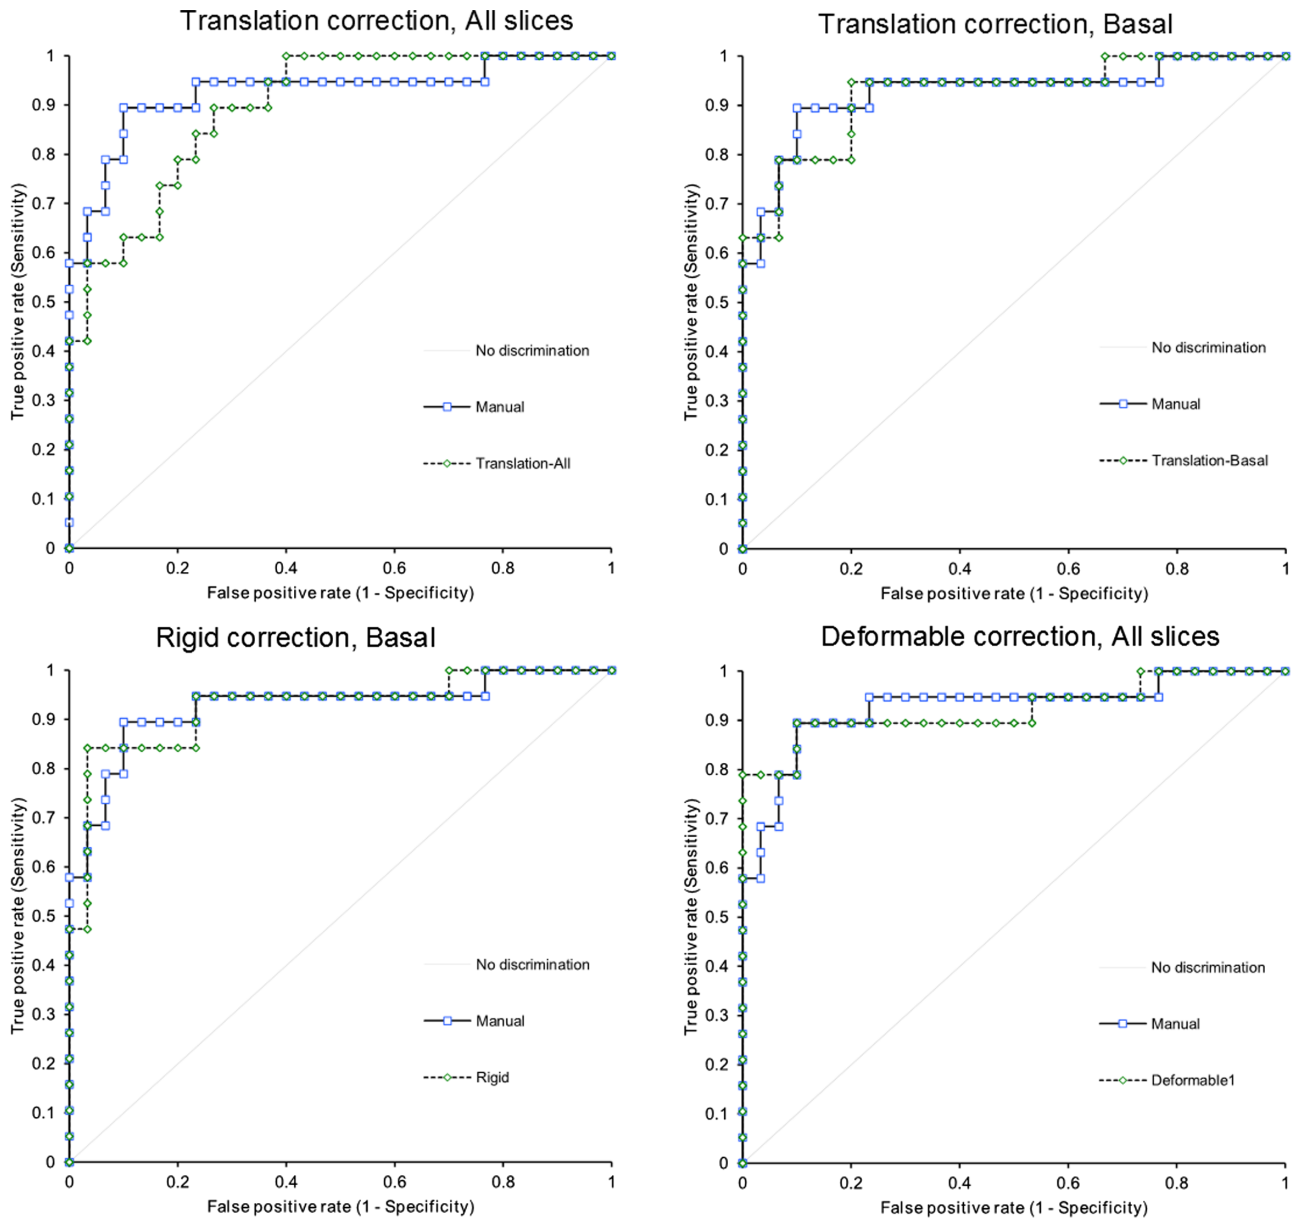 Translation correction, All slices
1
0.9
0.8
0.7
0.6
0.5
0.4
0.3
0.2
0.1
0
True positive rate (Sensitivity)
No discrimination
Manual
Translation-All
0 0.2 0.4 0.6 0.8 1
False positive rate (1 - Specificity)
Translation correction, Basal
1
0.9
0.8
0.7
0.6
0.5
0.4
0.3
0.2
0.1
0
True positive rate (Sensitivity)
No discrimination
Manual
Translation-Basal
0 0.2 0.4 0.6 0.8 1
False positive rate (1 - Specificity)
Rigid correction, Basal
1
0.9
0.8
0.7
0.6
0.5
0.4
0.3
0.2
0.1
0
True positive rate (Sensitivity)
No discrimination
Manual
Rigid
0 0.2 0.4 0.6 0.8 1
False positive rate (1 - Specificity)
Deformable correction, All slices
1
0.9
0.8
0.7
0.6
0.5
0.4
0.3
0.2
0.1
0
True positive rate (Sensitivity)
No discrimination
Manual
Deformable1
0 0.2 0.4 0.6 0.8 1
False positive rate (1 - Specificity)